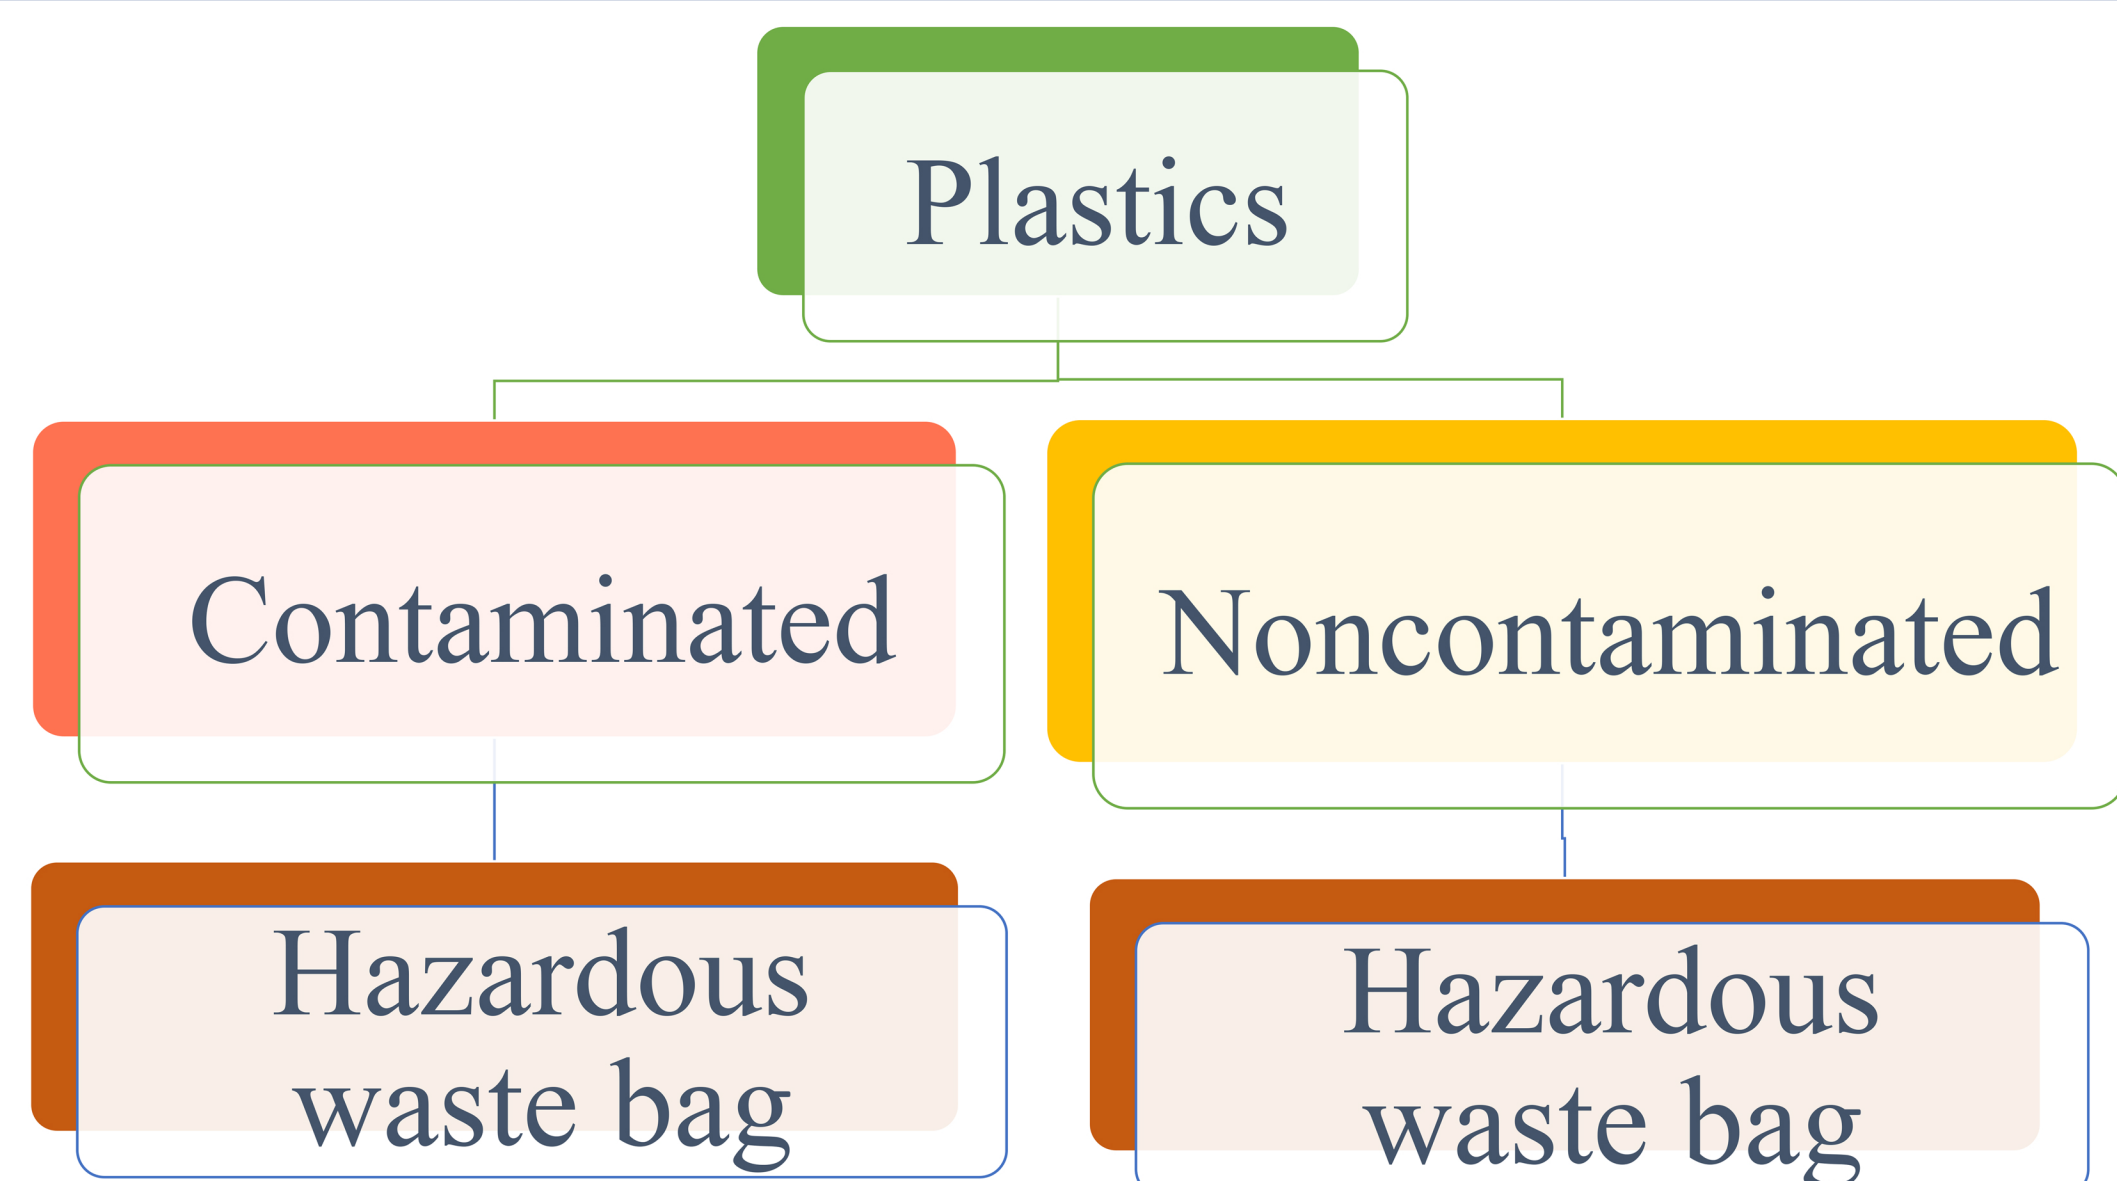 Plastics
Contaminated
Noncontaminated
Hazardous
waste bag
Hazardous
waste bag